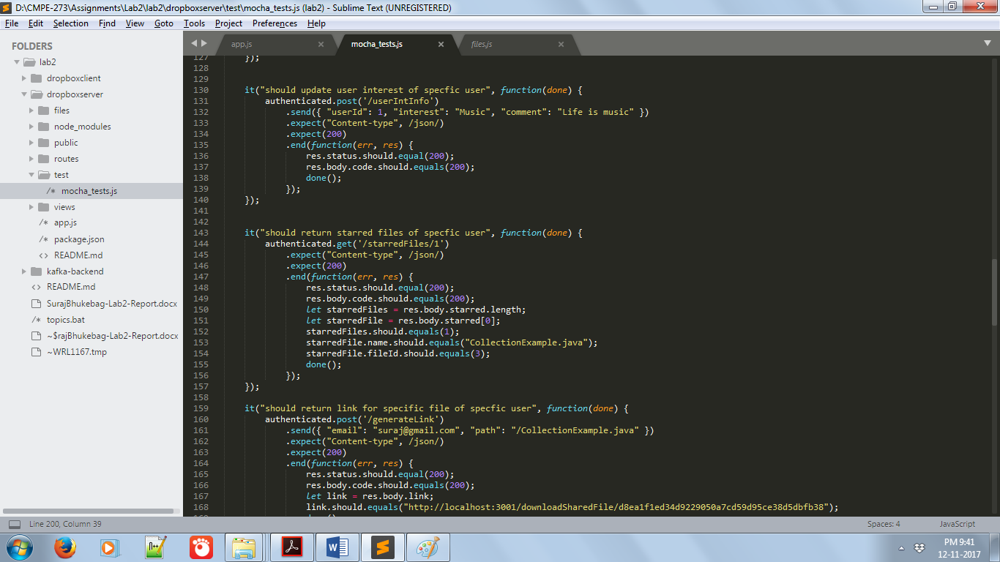 D:\CMPE-273\Assignments\Lab2\lab2\dropboxserver\test\mocha_tests.js (lab2) - Sublime Text (UNREGISTERED)
File Edit Selection Find View Goto Tools Project Preferences Help
FOLDERS
lab2
dropboxclient
dropboxserver
files
node_modules
public
routes
test
/* mocha_tests.js
views
/* app.js
/* package.json
<> README.md
kafka-backend
<> README.md
SurajBhukebag-Lab2-Report.docx
/* topics.bat
~$rajBhukebag-Lab2-Report.docx
~WRL1167.tmp
app.js mocha_tests.js files.js
127 });
128
129
130 it("should update user interest of specfic user", function(done) {
131 authenticated.post('/userIntInfo')
132 .send({ "userId": 1, "interest": "Music", "comment": "Life is music" })
133 .expect("Content-type", /json/)
134 .expect(200)
135 .end(function(err, res) {
136 res.status.should.equal(200);
137 res.body.code.should.equals(200);
138 done();
139 });
140 });
141
142
143 it("should return starred files of specfic user", function(done) {
144 authenticated.get('/starredFiles/1')
145 .expect("Content-type", /json/)
146 .expect(200)
147 .end(function(err, res) {
148 res.status.should.equal(200);
149 res.body.code.should.equals(200);
150 let starredFiles = res.body.starred.length;
151 let starredFile = res.body.starred[0];
152 starredFiles.should.equals(1);
153 starredFile.name.should.equals("CollectionExample.java");
154 starredFile.fileId.should.equals(3);
155 done();
156 });
157 });
158
159 it("should return link for specific file of specfic user", function(done) {
160 authenticated.post('/generateLink')
161 .send({ "email": "suraj@gmail.com", "path": "/CollectionExample.java" })
162 .expect("Content-type", /json/)
163 .expect(200)
164 .end(function(err, res) {
165 res.status.should.equal(200);
166 res.body.code.should.equals(200);
167 let link = res.body.link;
168 link.should.equals("http://localhost:3001/downloadSharedFile/d8ea1f1ed34d9229050a7cd59d95ce38d5dbfb38");
Line 200, Column 39 Spaces: 4 JavaScript
PM 9:41
12-11-2017